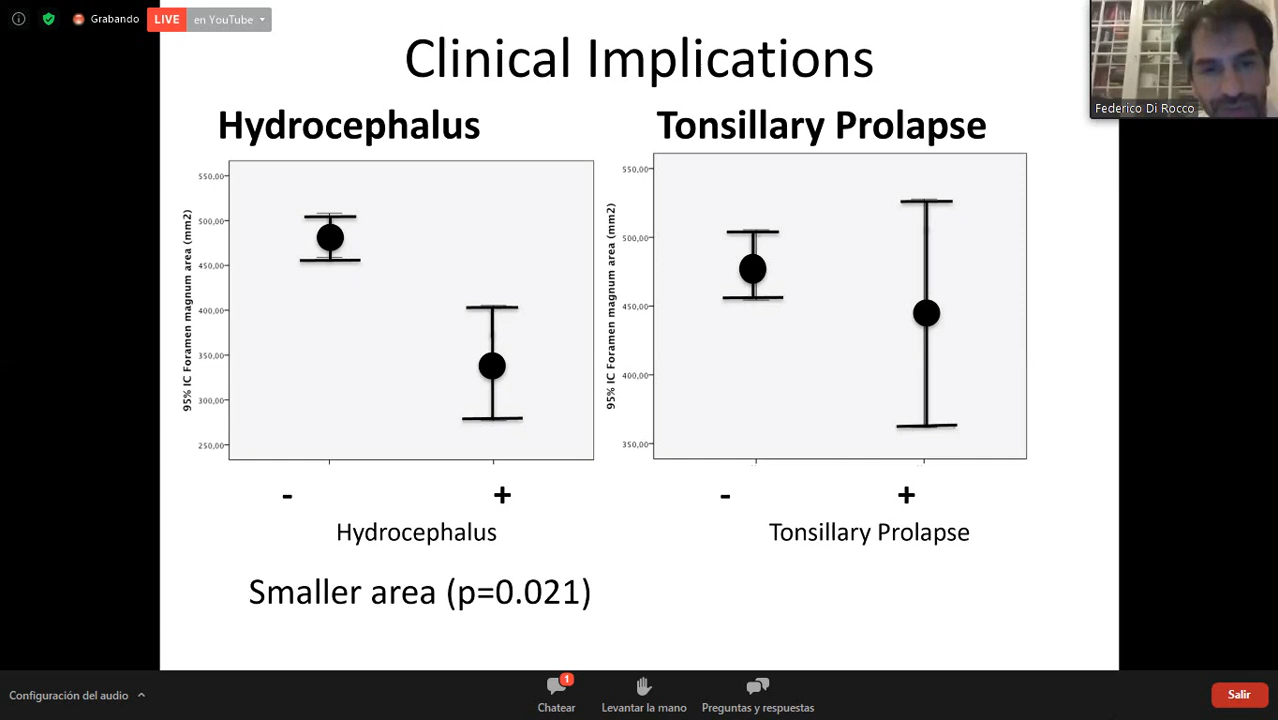 Grabando
LIVE
en YouTube
Clinical Implications
Federico Di Rocco
Hydrocephalus
Tonsillary Prolapse
95% IC Foramen magnum area (mm2)
550,00
500,00
450,00
400,00
350,00
300,00
250,00
- +
Hydrocephalus
95% IC Foramen magnum area (mm2)
550,00
500,00
450,00
400,00
350,00
- +
Tonsillary Prolapse
Smaller area (p=0.021)
Configuración del audio
1
Chatear
Levantar la mano
Preguntas y respuestas
Salir